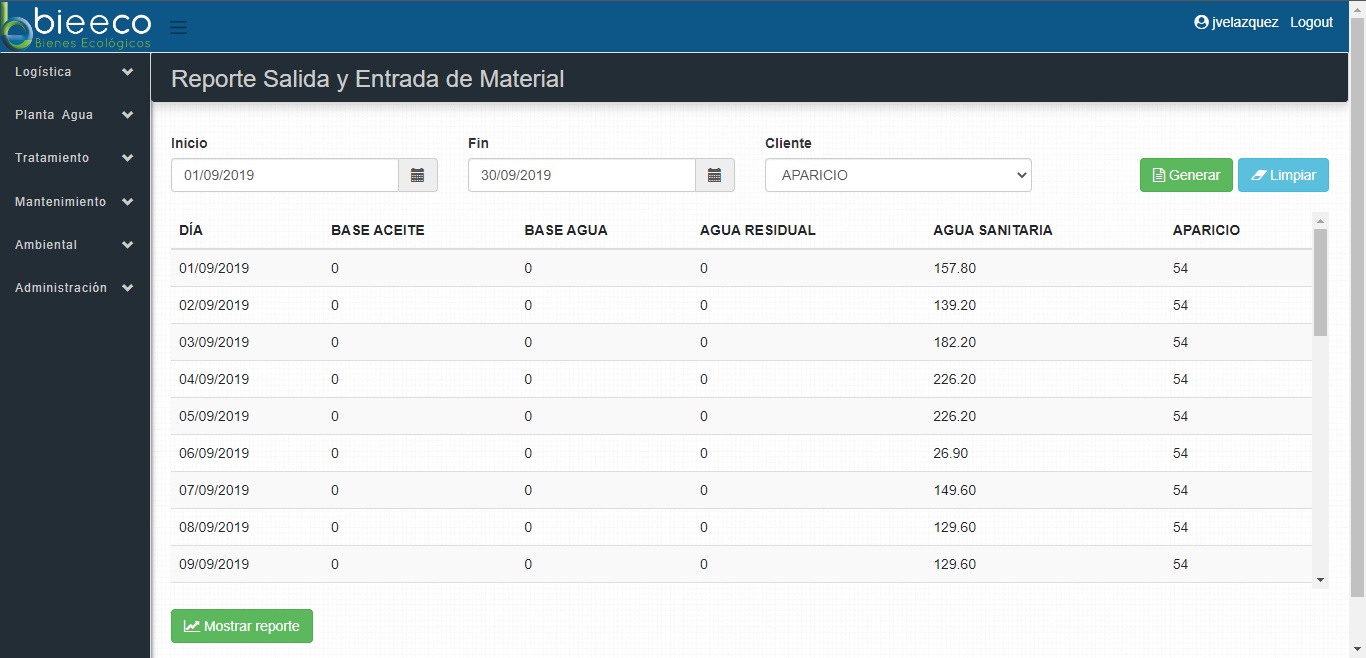 bieeco
Bienes Ecológicos
jvelazquez Logout
Logística
Planta Agua
Tratamiento
Mantenimiento
Ambiental
Administración
Reporte Salida y Entrada de Material
Inicio Fin Cliente
01/09/2019 30/09/2019 APARICIO Generar Limpiar
DÍA BASE ACEITE BASE AGUA AGUA RESIDUAL AGUA SANITARIA APARICIO
01/09/2019 0 0 0 157.80 54
02/09/2019 0 0 0 139.20 54
03/09/2019 0 0 0 182.20 54
04/09/2019 0 0 0 226.20 54
05/09/2019 0 0 0 226.20 54
06/09/2019 0 0 0 26.90 54
07/09/2019 0 0 0 149.60 54
08/09/2019 0 0 0 129.60 54
09/09/2019 0 0 0 129.60 54
Mostrar reporte